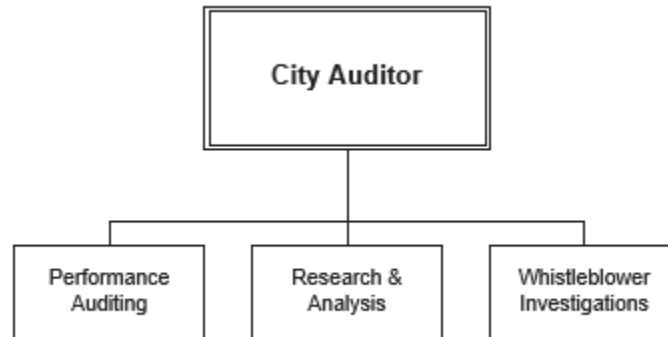 City Auditor
Performance
Auditing
Research &
Analysis
Whistleblower
Investigations